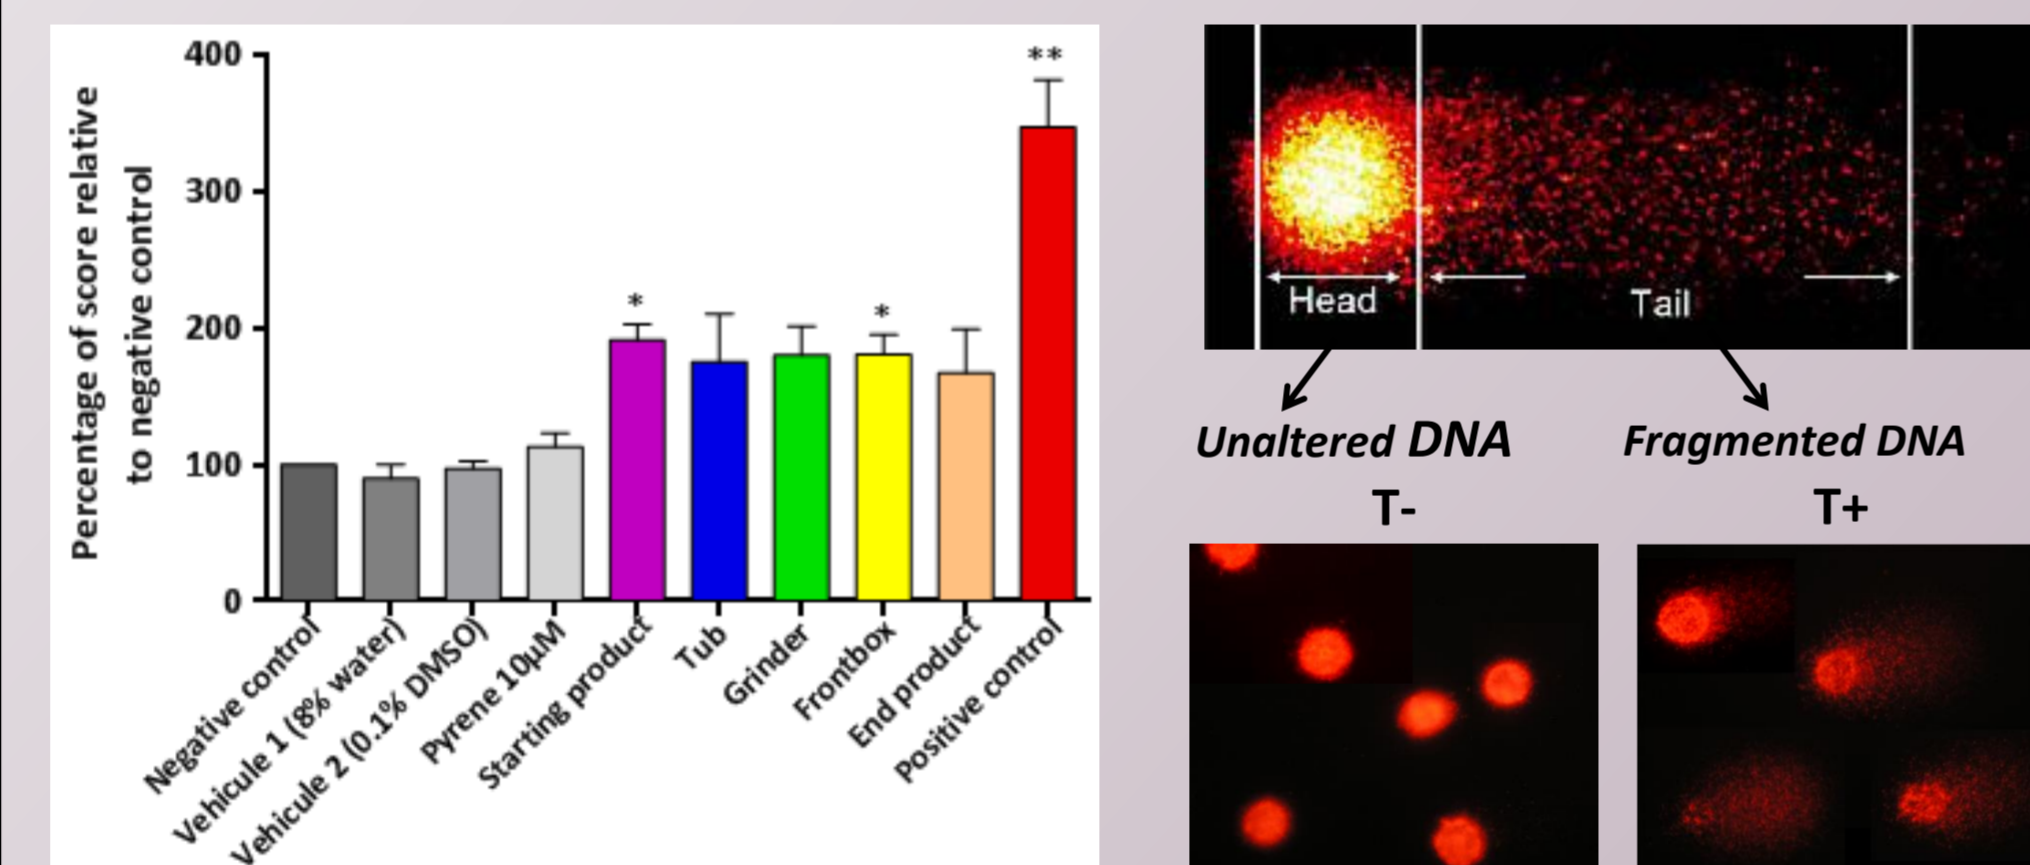 Percentage of score relative
to negative control
400
300
200
100
0
*
*
**
Negative control
Vehicule 1 (8% water)
Vehicule 2 (0.1% DMSO)
Pyrene 10µM
Starting product
Tub
Grinder
Frontbox
End product
Positive control
Head
Tail
Unaltered DNA
Fragmented DNA
T-
T+